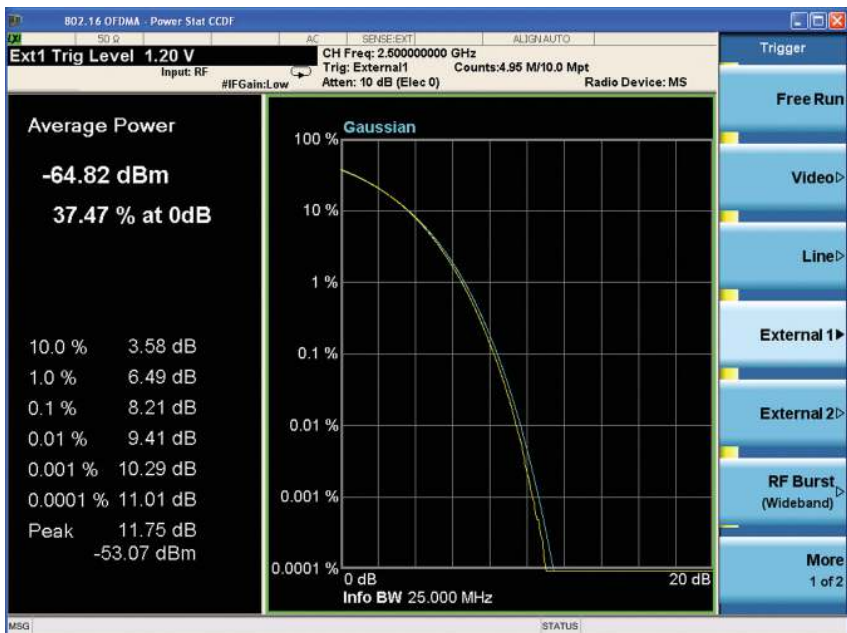 802.16 OFDMA - Power Stat CCDF
50 Ω AC SENSE:EXT ALIGN AUTO
Ext1 Trig Level 1.20 V
Input: RF
#IFGain:Low
CH Freq: 2.500000000 GHz
Trig: External1 Counts:4.95 M/10.0 Mpt
Atten: 10 dB (Elec 0) Radio Device: MS
Average Power
-64.82 dBm
37.47 % at 0dB
10.0 % 3.58 dB
1.0 % 6.49 dB
0.1 % 8.21 dB
0.01 % 9.41 dB
0.001 % 10.29 dB
0.0001 % 11.01 dB
Peak 11.75 dB
-53.07 dBm
Gaussian
100 %
10 %
1 %
0.1 %
0.01 %
0.001 %
0.0001 %
0 dB 20 dB
Info BW 25.000 MHz
Trigger
Free Run
Video
Line
External 1
External 2
RF Burst
(Wideband)
More
1 of 2
MSG STATUS